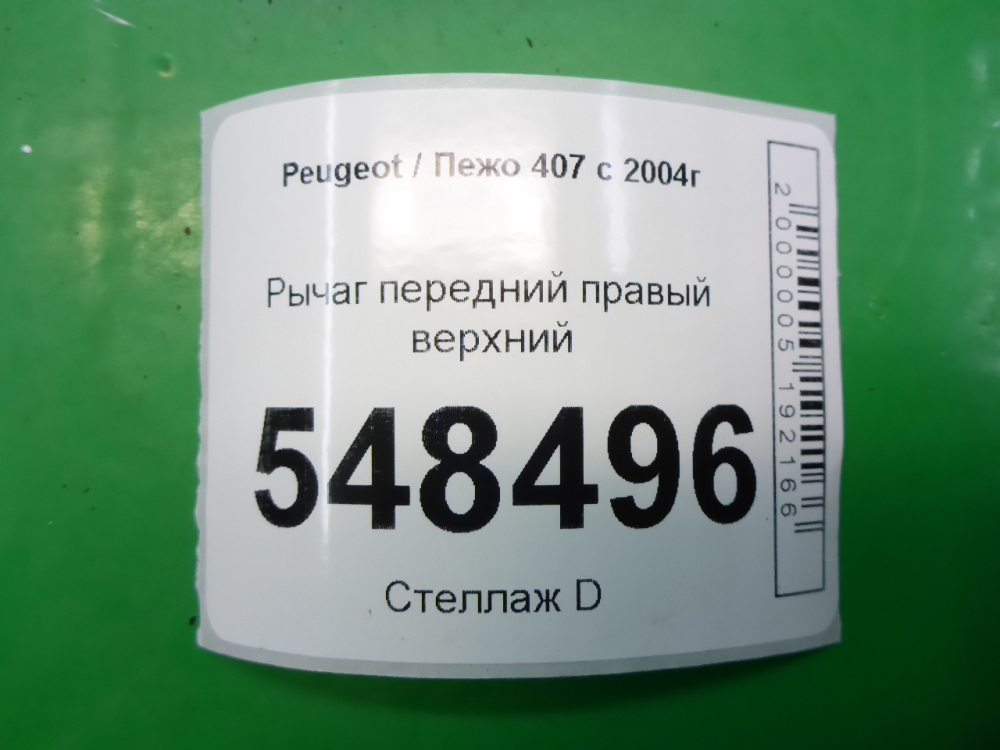 Peugeot / Пежо 407 с 2004г
Рычаг передний правый
верхний
548496
Стеллаж D
2000005192166